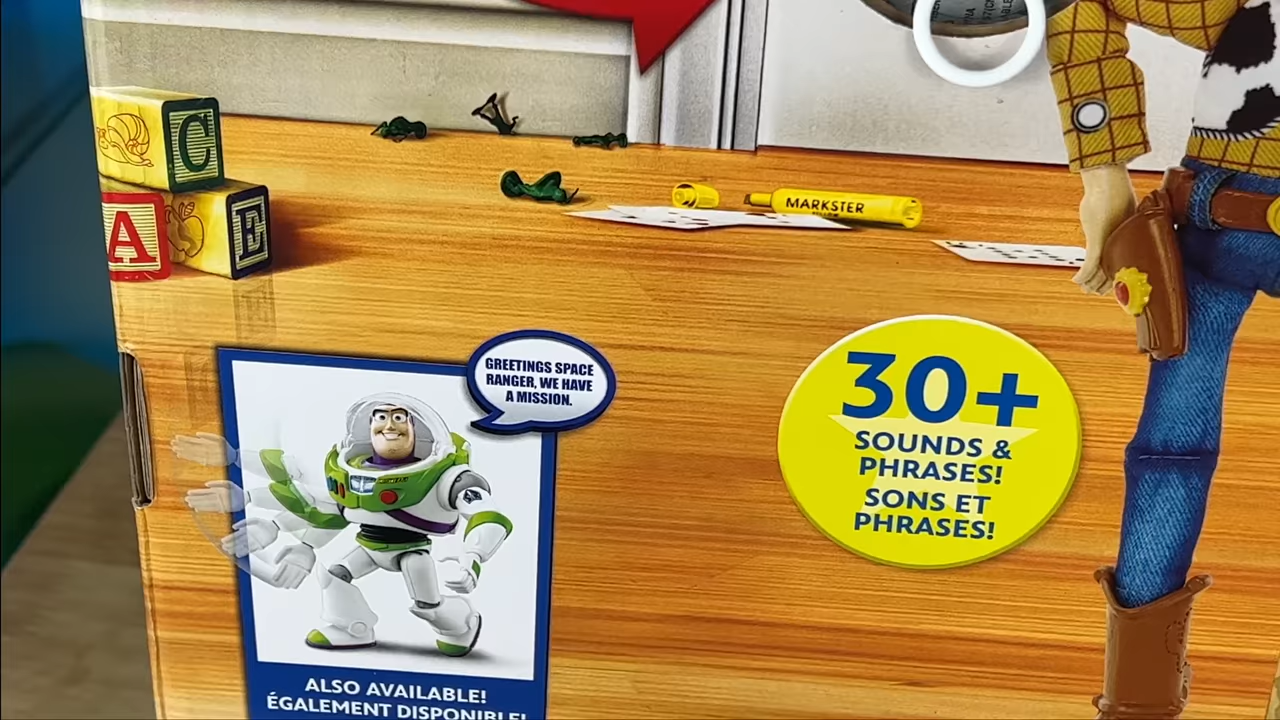 C
A
E
MARKSTER
GREETINGS SPACE
RANGER, WE HAVE
A MISSION.
30+
SOUNDS &
PHRASES!
SONS ET
PHRASES!
ALSO AVAILABLE!
ÉGALEMENT DISPONIBLE!